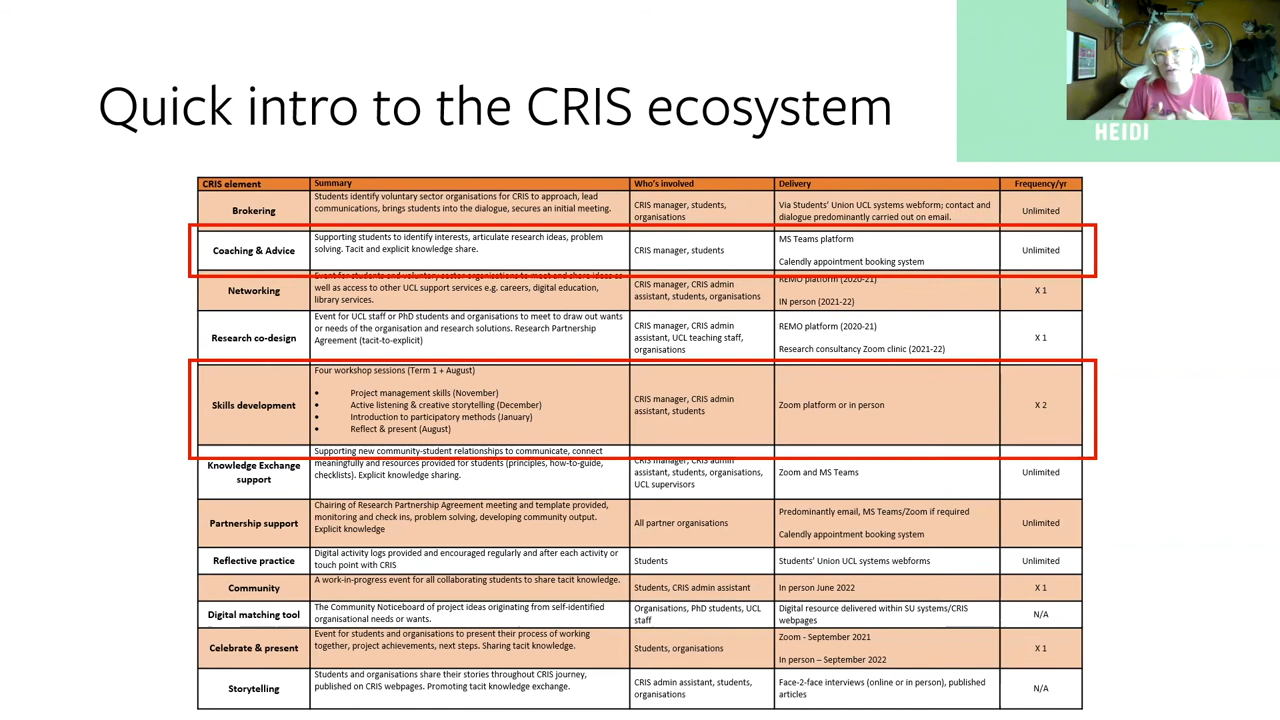 Quick intro to the CRIS ecosystem
HEIDI
CRIS element Summary Who's involved Delivery Frequency/yr
Brokering
Students identify voluntary sector organisations for CRIS to approach, lead
communications, brings students into the dialogue, secures an initial meeting.
CRIS manager, students,
organisations
Via Students' Union UCL systems webform; contact and
dialogue predominantly carried out on email.
Unlimited
Coaching & Advice
Supporting students to identify interests, articulate research ideas, problem
solving. Tacit and explicit knowledge share.
CRIS manager, students
MS Teams platform
Calendly appointment booking system
Unlimited
Networking
Event for students and voluntary sector organisations to meet and share ideas as
well as access to other UCL support services e.g. careers, digital education,
library services.
CRIS manager, CRIS admin
assistant, students, organisations
REMO platform (2020-21)
IN person (2021-22)
X 1
Research co-design
Event for UCL staff or PhD students and organisations to meet to draw out wants
or needs of the organisation and research solutions. Research Partnership
Agreement (tacit-to-explicit)
CRIS manager, CRIS admin
assistant, UCL teaching staff,
organisations
REMO platform (2020-21)
Research consultancy Zoom clinic (2021-22)
X 1
Skills development
Four workshop sessions (Term 1 + August)
• Project management skills (November)
• Active listening & creative storytelling (December)
• Introduction to participatory methods (January)
• Reflect & present (August)
CRIS manager, CRIS admin
assistant, students
Zoom platform or in person
X 2
Knowledge Exchange
support
Supporting new community-student relationships to communicate, connect
meaningfully and resources provided for students (principles, how-to-guide,
checklists). Explicit knowledge sharing.
CRIS manager, CRIS admin
assistant, students, organisations,
UCL supervisors
Zoom and MS Teams
Unlimited
Partnership support
Chairing of Research Partnership Agreement meeting and template provided,
monitoring and check ins, problem solving, developing community output.
Explicit knowledge
All partner organisations
Predominantly email, MS Teams/Zoom if required
Calendly appointment booking system
Unlimited
Reflective practice
Digital activity logs provided and encouraged regularly and after each activity or
touch point with CRIS
Students
Students' Union UCL systems webforms
Unlimited
Community
A work-in-progress event for all collaborating students to share tacit knowledge.
Students, CRIS admin assistant
In person June 2022
X 1
Digital matching tool
The Community Noticeboard of project ideas originating from self-identified
organisational needs or wants.
Organisations, PhD students, UCL
staff
Digital resource delivered within SU systems/CRIS
webpages
N/A
Celebrate & present
Event for students and organisations to present their process of working
together, project achievements, next steps. Sharing tacit knowledge.
Students, organisations
Zoom - September 2021
In person – September 2022
X 1
Storytelling
Students and organisations share their stories throughout CRIS journey,
published on CRIS webpages. Promoting tacit knowledge exchange.
CRIS admin assistant, students,
organisations
Face-2-face interviews (online or in person), published
articles
N/A